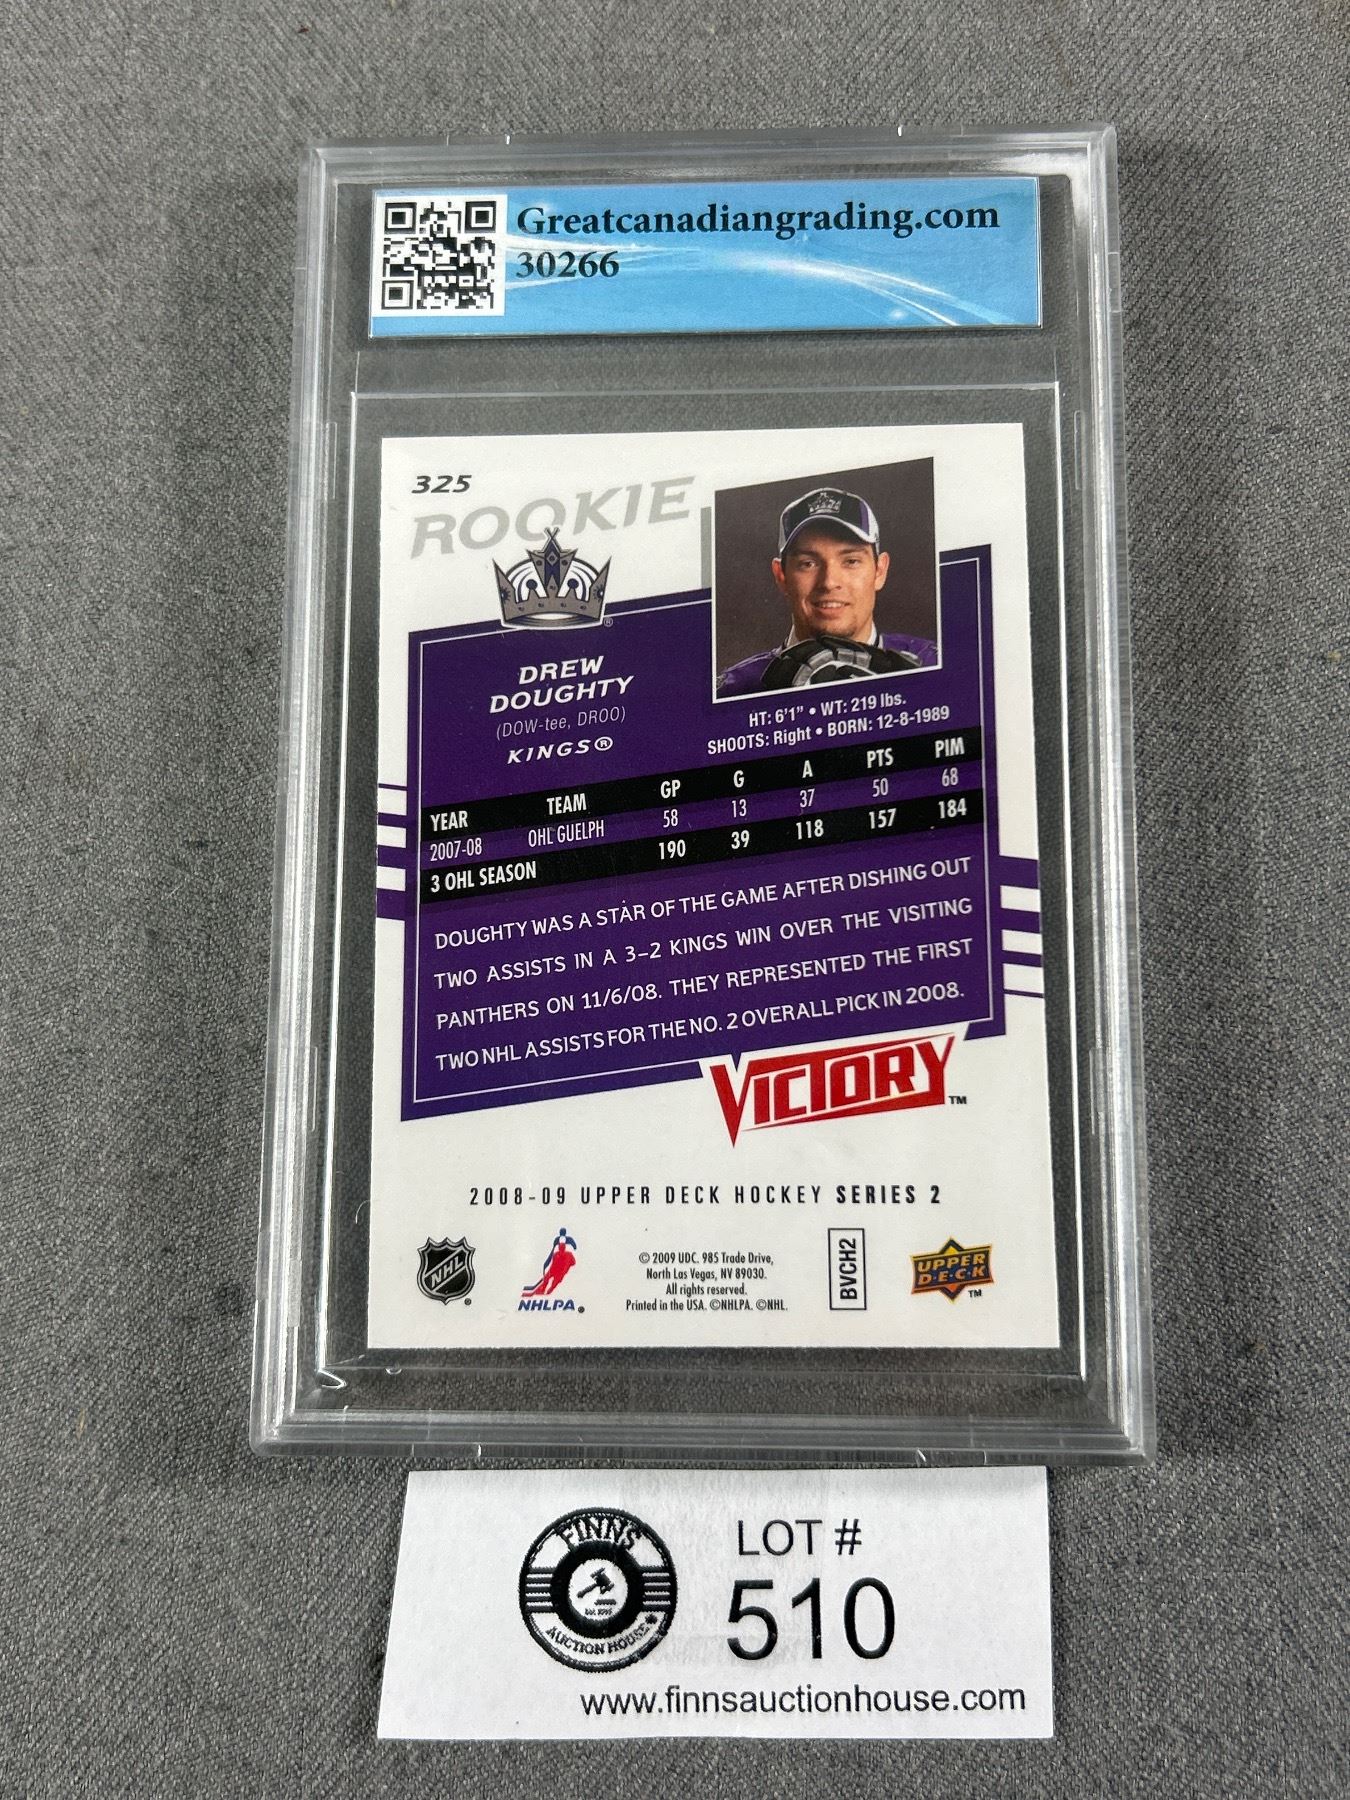 Greatcanadiangrading.com
30266
325
ROOKIE
DREW
DOUGHTY
(DOW-tee, DROO)
KINGS®
HT: 6'1" • WT: 219 lbs.
SHOOTS: Right • BORN: 12-8-1989
YEAR TEAM GP G A PTS PIM
2007-08 OHL GUELPH 58 13 37 50 68
3 OHL SEASON 190 39 118 157 184
DOUGHTY WAS A STAR OF THE GAME AFTER DISHING OUT
TWO ASSISTS IN A 3-2 KINGS WIN OVER THE VISITING
PANTHERS ON 11/6/08. THEY REPRESENTED THE FIRST
TWO NHL ASSISTS FOR THE NO. 2 OVERALL PICK IN 2008.
VICTORY™
2008-09 UPPER DECK HOCKEY SERIES 2
NHL®
NHLPA®
© 2009 UDC. 985 Trade Drive,
North Las Vegas, NV 89030.
All rights reserved.
Printed in the USA. ©NHLPA. ©NHL.
BVCH2
UPPER
DECK™
FINNS
AUCTION HOUSE
LOT #
510
www.finnsauctionhouse.com